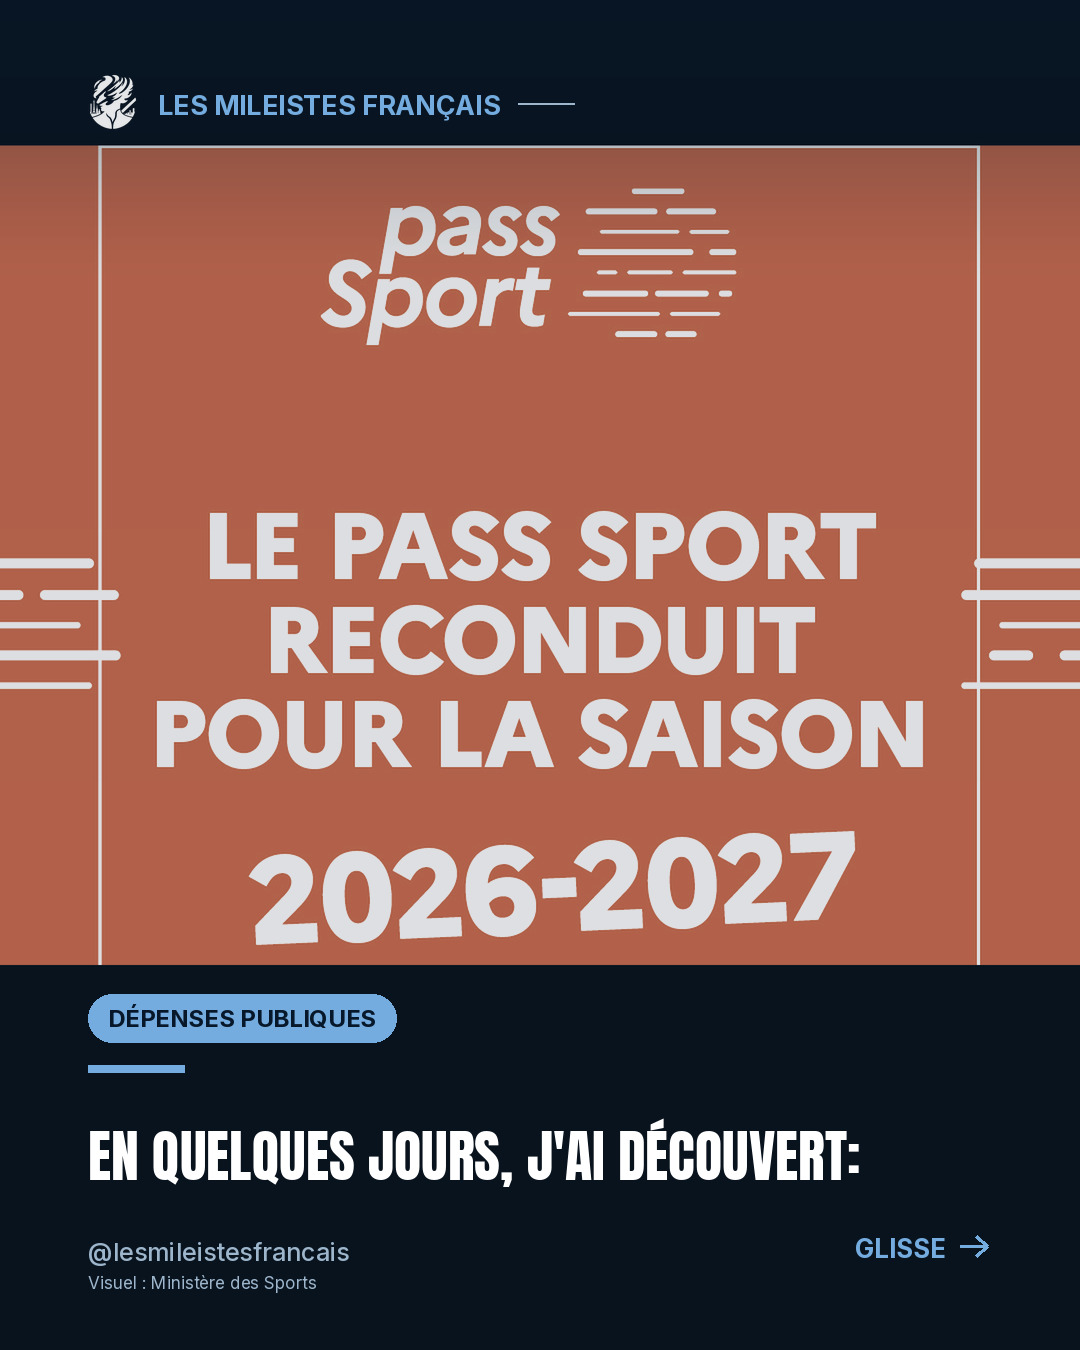 LES MILEISTES FRANÇAIS
pass
Sport
LE PASS SPORT
RECONDUIT
POUR LA SAISON
2026-2027
DÉPENSES PUBLIQUES
EN QUELQUES JOURS, J'AI DÉCOUVERT:
@lesmileistesfrancais
GLISSE
Visuel : Ministère des Sports